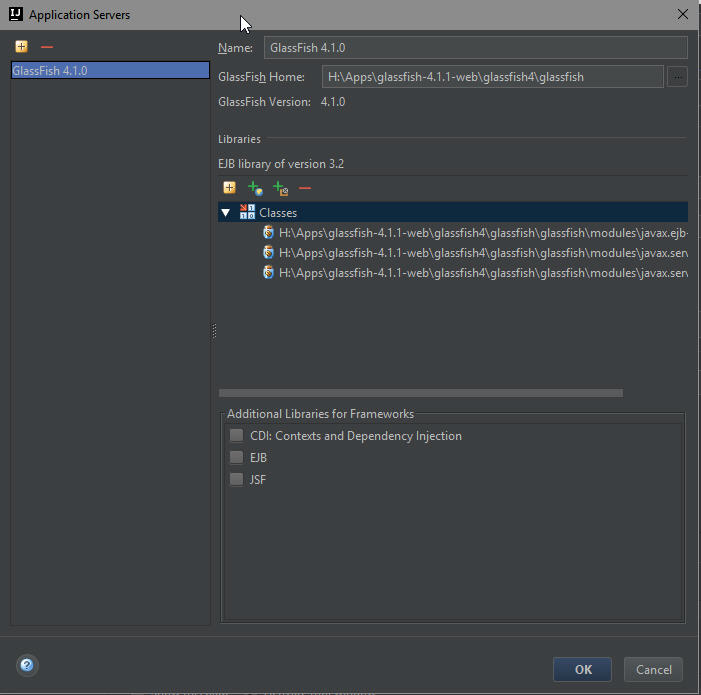 Application Servers
Name: GlassFish 4.1.0
GlassFish 4.1.0
GlassFish Home: H:\Apps\glassfish-4.1.1-web\glassfish4\glassfish ...
GlassFish Version: 4.1.0
Libraries
EJB library of version 3.2
Classes
H:\Apps\glassfish-4.1.1-web\glassfish4\glassfish\glassfish\modules\javax.ejb-
H:\Apps\glassfish-4.1.1-web\glassfish4\glassfish\glassfish\modules\javax.ser
H:\Apps\glassfish-4.1.1-web\glassfish4\glassfish\glassfish\modules\javax.ser
Additional Libraries for Frameworks
CDI: Contexts and Dependency Injection
EJB
JSF
OK Cancel